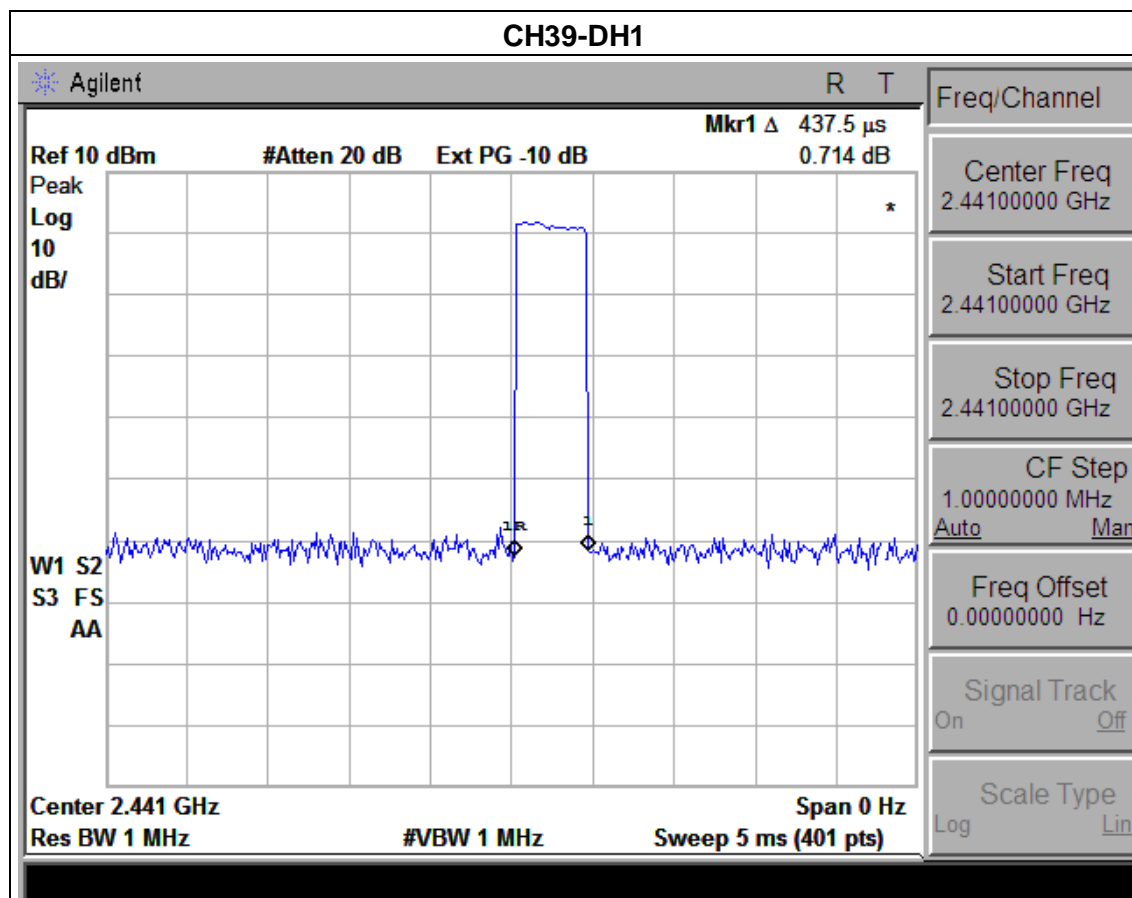 CH39-DH1
Agilent
R T
Mkr1 Δ 437.5 µs
Ref 10 dBm #Atten 20 dB Ext PG -10 dB 0.714 dB
Peak
Log
10
dB/
*
1R
1
W1 S2
S3 FS
AA
Center 2.441 GHz Span 0 Hz
Res BW 1 MHz #VBW 1 MHz Sweep 5 ms (401 pts)
Freq/Channel
Center Freq
2.44100000 GHz
Start Freq
2.44100000 GHz
Stop Freq
2.44100000 GHz
CF Step
1.00000000 MHz
Auto Man
Freq Offset
0.00000000 Hz
Signal Track
On Off
Scale Type
Log Lin